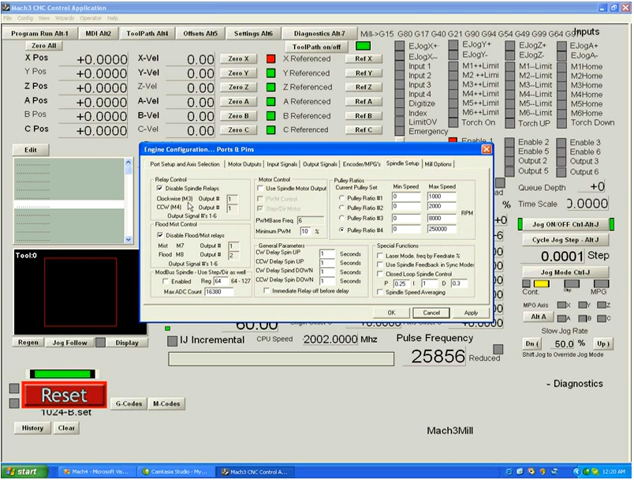 Mach3 CNC Control Application
File Config View Wizards Operator Help
Program Run Alt-1 MDI Alt2 ToolPath Alt4 Offsets Alt5 Settings Alt6 Diagnostics Alt-7 Mill->G15 G80 G17 G40 G21 G90 G94 G54 G49 G99 G64 Inputs
Zero All ToolPath on/off
X Pos +0.0000 X-Vel 0.00 Zero X X Referenced Ref X
Y Pos +0.0000 Y-Vel 0.00 Zero Y Y Referenced Ref Y
Z Pos +0.0000 Z-Vel 0.00 Zero Z Z Referenced Ref Z
A Pos +0.0000 A-Vel 0.00 Zero A A Referenced Ref A
B Pos +0.0000 B-Vel 0.00 Zero B B Referenced Ref B
C Pos +0.0000 C-Vel 0.00 Zero C C Referenced Ref C
EJogX+ EJogY+ EJogZ+ EJogA+
EJogX- EJogY- EJogZ- EJogA-
Input 1 M1++Limit M1--Limit M1Home
Input 2 M2 ++Limi M2--Limit M2Home
Input 3 M3++Limit M3--Limit M3Home
Input 4 M4++Limit M4--Limit M4Home
Digitize M5++Limit M5--Limit M5Home
Index M6++Limit M6--Limit M6Home
LimitOV Torch On Torch UP Torch Down
Emergency
Enable 1 Enable 2 Enable 3
Enable 5 Enable 6
Output 2 Output 3
Output 5 Output 6
Edit
Engine Configuration... Ports & Pins
Port Setup and Axis Selection Motor Outputs Input Signals Output Signals Encoder/MPG's Spindle Setup Mill Options
Relay Control
Disable Spindle Relays
Clockwise (M3) Output # 1
CCW (M4) Output # 1
Output Signal #'s 1-6
Flood Mist Control
Disable Flood/Mist relays
Mist M7 Output # 1
Flood M8 Output # 2
Output Signal #'s 1-6
ModBus Spindle - Use Step/Dir as well
Enabled Reg 64 64 - 127
Max ADC Count 16380
Motor Control
Use Spindle Motor Output
PWM Control
Step/Dir Motor
PWMBase Freq. 6
Minimum PWM 10 %
General Parameters
CW Delay Spin UP 1 Seconds
CCW Delay Spin UP 1 Seconds
CW Delay Spind DOWN 1 Seconds
CCW Delay Spin DOWN 1 Seconds
Immediate Relay off before delay
Pulley Ratios
Current Pulley Set Min Speed Max Speed
Pulley Ratio #1 0 1000
Pulley Ratio #2 0 2000
Pulley Ratio #3 0 8000
Pulley Ratio #4 0 250000
RPM
Special Functions
Laser Mode. freq by Feedrate %
Use Spindle Feedback in Sync Modes
Closed Loop Spindle Control
P 0.25 I 1 D 0.3
Spindle Speed Averaging
OK Cancel Apply
Queue Depth +0
Time Scale 0.0000
Jog ON/OFF Ctrl-Alt-J
Cycle Jog Step - Alt-J
0.0001 Step
Jog Mode Ctrl-J
Cont. MPG
MPG Axis X Y Z
Alt A
Slow Jog Rate
Dn ( 50.0 % Up )
Shift Jog to Override Jog Mode
Tool:0
Regen Jog Follow Display
60.00
IJ Incremental CPU Speed 2002.0000 Mhz Pulse Frequency
25856 Reduced
Reset
G-Codes M-Codes
1024-B.set
History Clear
- Diagnostics
Mach3Mill
start Mach4 - Microsoft Vis... Camtasia Studio - My... Mach3 CNC Control A... 12:20 AM